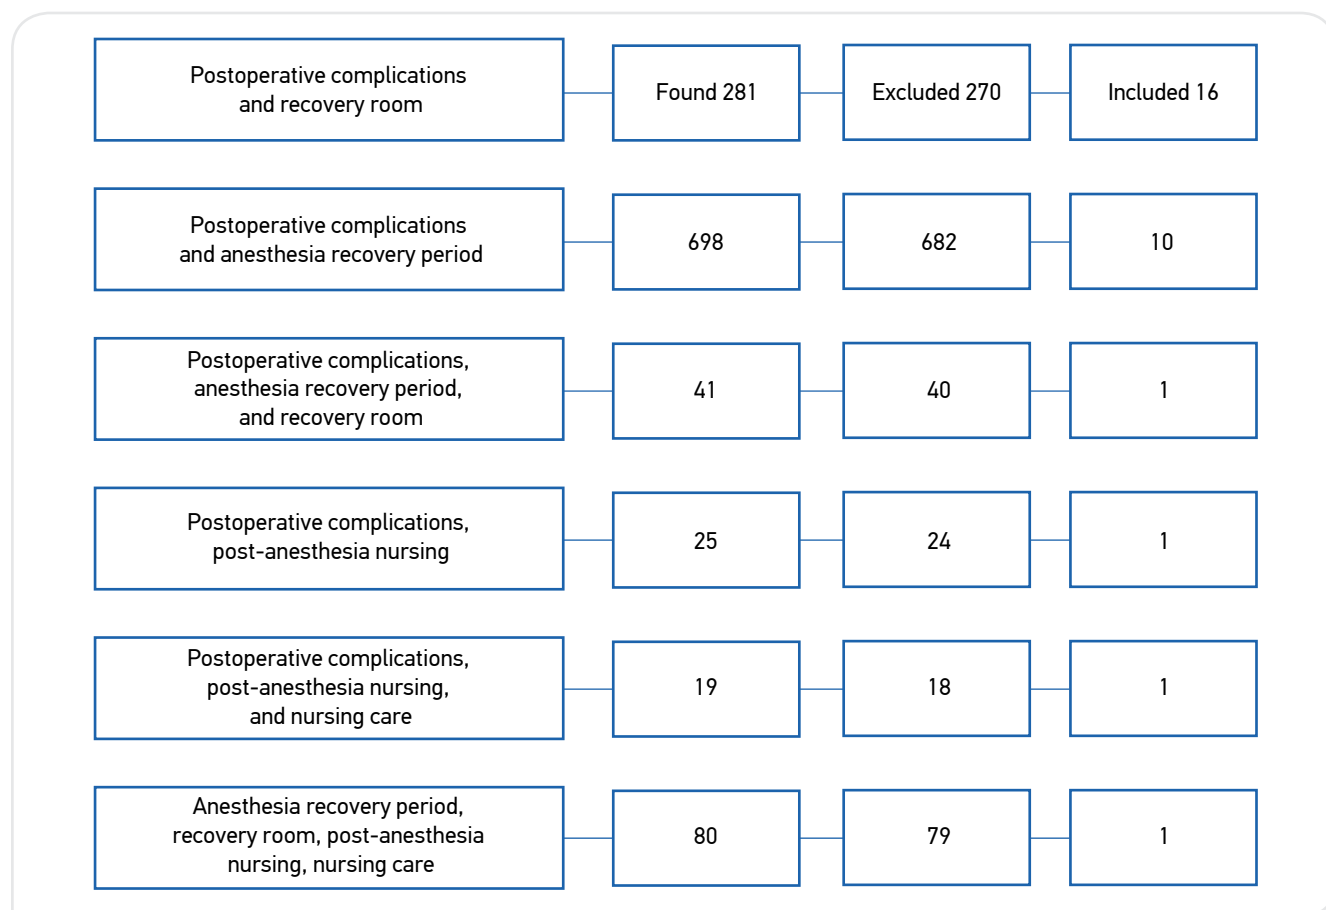 Postoperative complications
and recovery room
Found 281
Excluded 270
Included 16
Postoperative complications
and anesthesia recovery period
698
682
10
Postoperative complications,
anesthesia recovery period,
and recovery room
41
40
1
Postoperative complications,
post-anesthesia nursing
25
24
1
Postoperative complications,
post-anesthesia nursing,
and nursing care
19
18
1
Anesthesia recovery period,
recovery room, post-anesthesia
nursing, nursing care
80
79
1